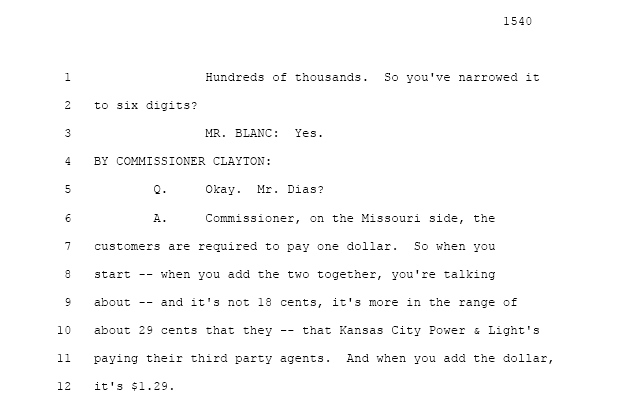 1540
1 Hundreds of thousands. So you've narrowed it
2 to six digits?
3 MR. BLANC: Yes.
4 BY COMMISSIONER CLAYTON:
5 Q. Okay. Mr. Dias?
6 A. Commissioner, on the Missouri side, the
7 customers are required to pay one dollar. So when you
8 start -- when you add the two together, you're talking
9 about -- and it's not 18 cents, it's more in the range of
10 about 29 cents that they -- that Kansas City Power & Light's
11 paying their third party agents. And when you add the dollar,
12 it's $1.29.